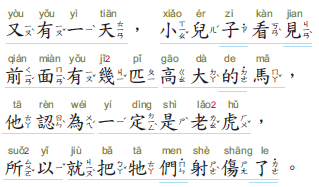 yòu yǒu yì tiān xiǎo ér zi kàn jiàn
又有一天，小兒子看見
qián miàn yǒu jǐ2 pǐ gāo dà de mǎ
前面有幾匹高大的馬，
tā rèn wéi yí dìng shì lǎo2 hǔ
他認為一定是老虎，
suǒ2 yǐ jiù bǎ tā men shè shāng le
所以就把牠們射傷了。